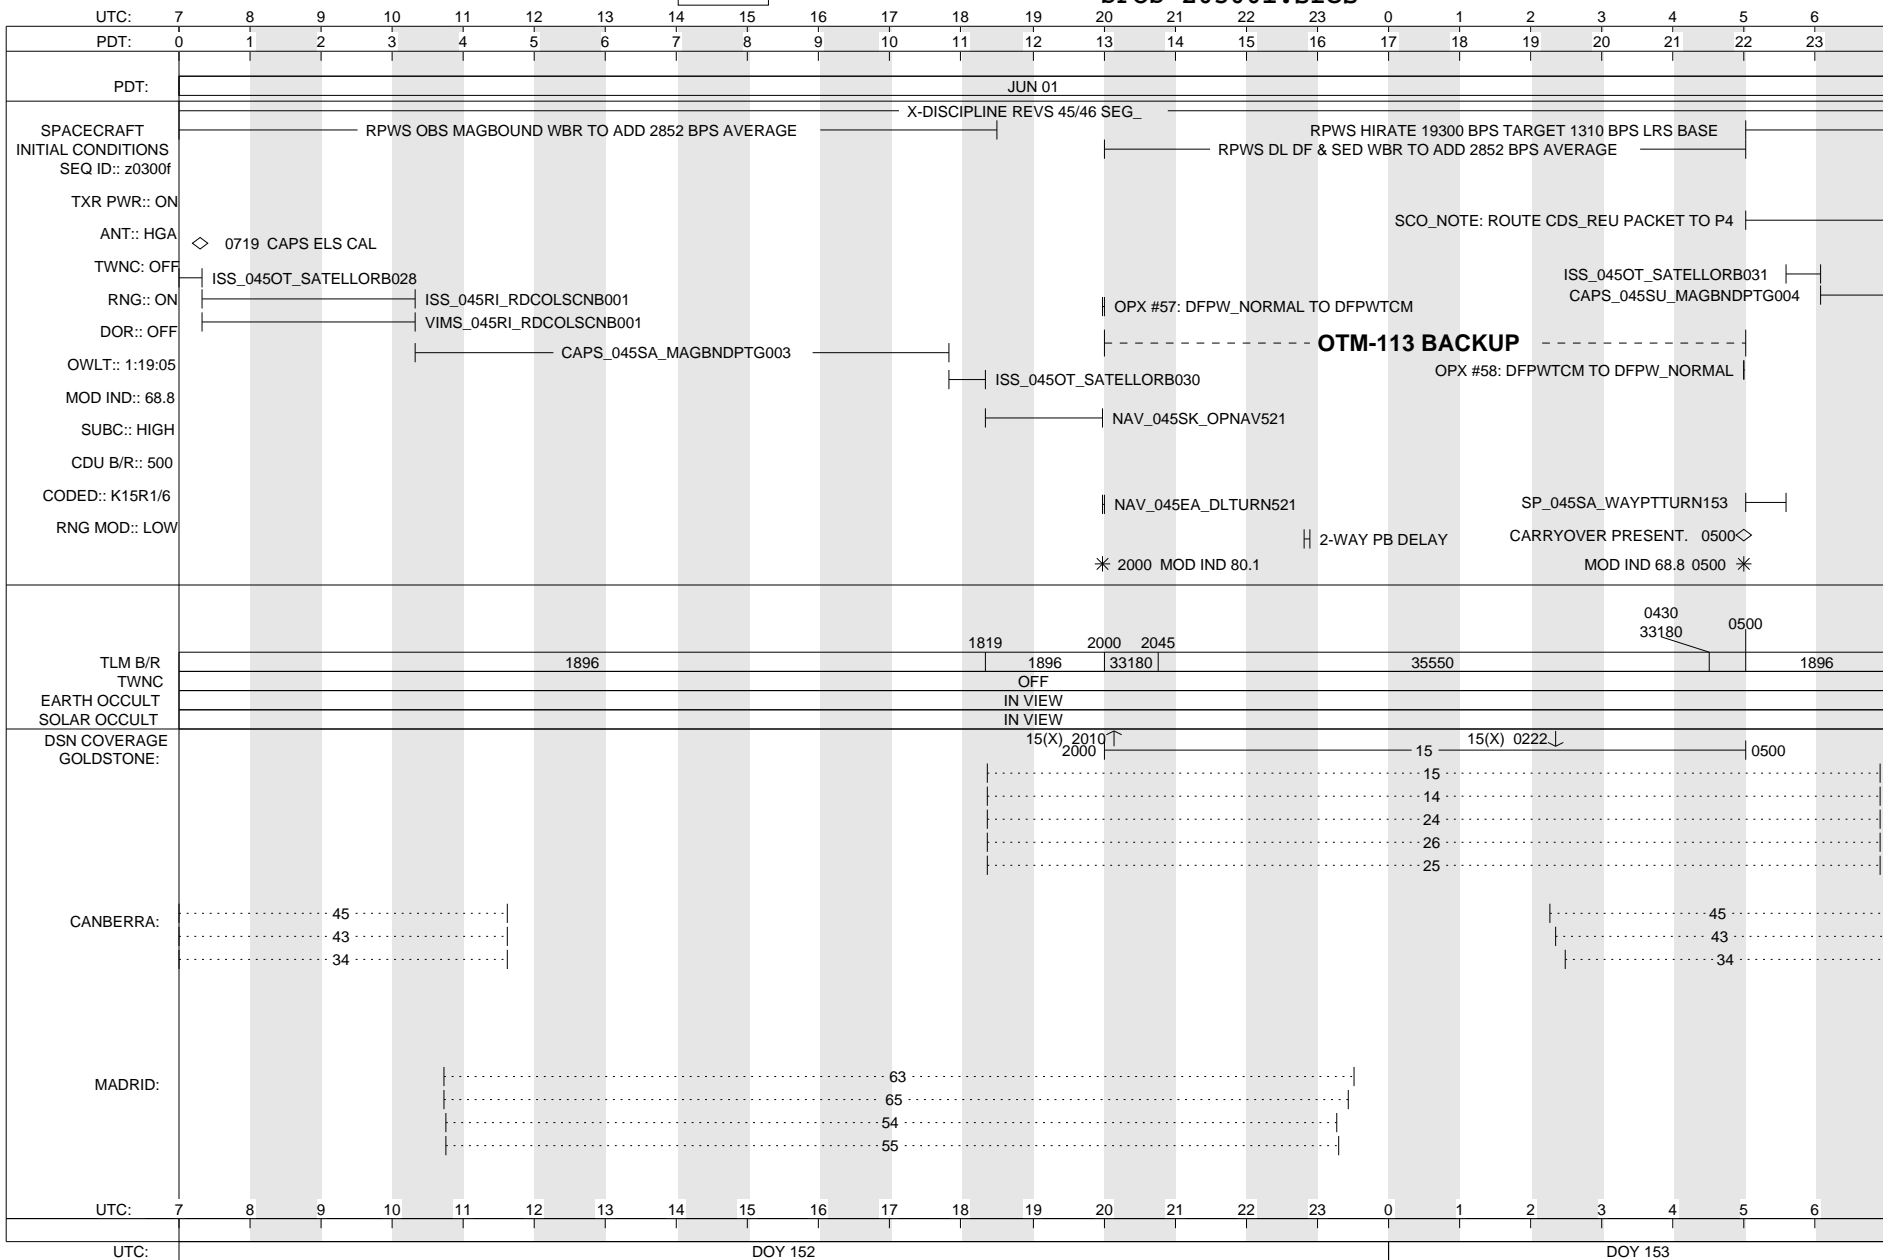 UTC: 7 8 9 10 11 12 13 14 15 16 17 18 19 20 21 22 23 0 1 2 3 4 5 6
PDT: 0 1 2 3 4 5 6 7 8 9 10 11 12 13 14 15 16 17 18 19 20 21 22 23
PDT: JUN 01
X-DISCIPLINE REVS 45/46 SEG_
SPACECRAFT
INITIAL CONDITIONS
SEQ ID:: z0300f
TXR PWR:: ON
ANT:: HGA
TWNC: OFF
RNG:: ON
DOR:: OFF
OWLT:: 1:19:05
MOD IND:: 68.8
SUBC:: HIGH
CDU B/R:: 500
CODED:: K15R1/6
RNG MOD:: LOW
RPWS OBS MAGBOUND WBR TO ADD 2852 BPS AVERAGE
RPWS HIRATE 19300 BPS TARGET 1310 BPS LRS BASE
RPWS DL DF & SED WBR TO ADD 2852 BPS AVERAGE
SCO_NOTE: ROUTE CDS_REU PACKET TO P4
0719 CAPS ELS CAL
ISS_045OT_SATELLORB028
ISS_045OT_SATELLORB031
ISS_045RI_RDCOLSCNB001
CAPS_045SU_MAGBNDPTG004
OPX #57: DFPW_NORMAL TO DFPWTCM
VIMS_045RI_RDCOLSCNB001
OTM-113 BACKUP
CAPS_045SA_MAGBNDPTG003
OPX #58: DFPWTCM TO DFPW_NORMAL
ISS_045OT_SATELLORB030
NAV_045SK_OPNAV521
NAV_045EA_DLTURN521
SP_045SA_WAYPTTURN153
2-WAY PB DELAY
CARRYOVER PRESENT. 0500
2000 MOD IND 80.1
MOD IND 68.8 0500
0430
33180
0500
1819 2000 2045
TLM B/R 1896 1896 33180 35550 1896
TWNC OFF
EARTH OCCULT IN VIEW
SOLAR OCCULT IN VIEW
DSN COVERAGE 15(X) 2010 15(X) 0222
GOLDSTONE: 2000 15 0500
15
14
24
26
25
CANBERRA: 45 45
43 43
34 34
MADRID: 63
65
54
55
UTC: 7 8 9 10 11 12 13 14 15 16 17 18 19 20 21 22 23 0 1 2 3 4 5 6
UTC: DOY 152 DOY 153